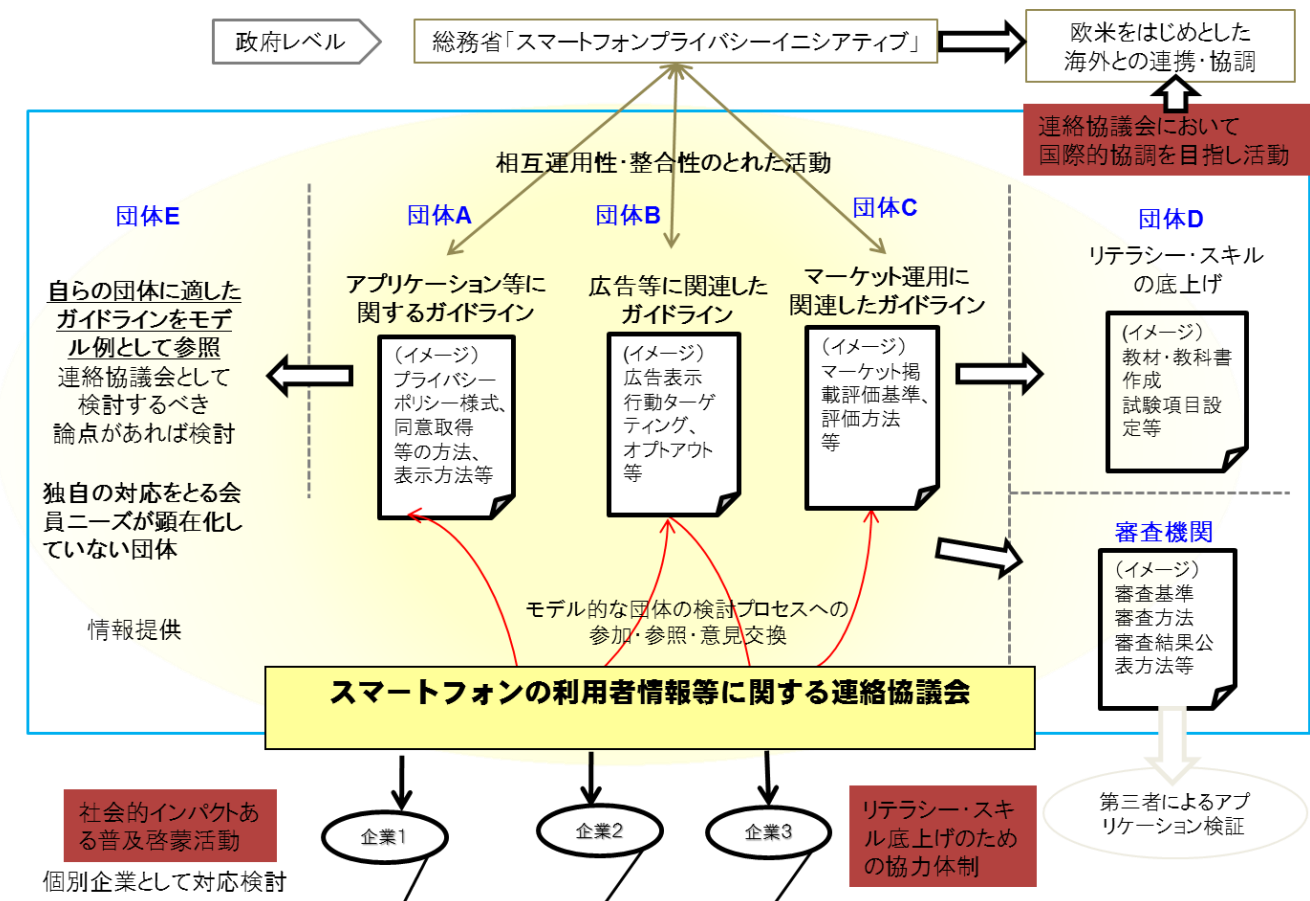 政府レベル
総務省「スマートフォンプライバシーイニシアティブ」
欧米をはじめとした
海外との連携・協調
連絡協議会において
国際的協調を目指し活動
相互運用性・整合性のとれた活動
団体E
自らの団体に適した
ガイドラインをモデ
ル例として参照
連絡協議会として
検討するべき
論点があれば検討
独自の対応をとる会
員ニーズが顕在化し
ていない団体
情報提供
団体A
アプリケーション等に
関するガイドライン
（イメージ）
プライバシー
ポリシー様式、
同意取得
等の方法、
表示方法等
団体B
広告等に関連した
ガイドライン
(イメージ）
広告表示
行動ターゲ
ティング、
オプトアウト
等
団体C
マーケット運用に
関連したガイドライン
（イメージ）
マーケット掲
載評価基準、
評価方法
等
団体D
リテラシー・スキル
の底上げ
(イメージ）
教材・教科書
作成
試験項目設
定等
審査機関
（イメージ）
審査基準
審査方法
審査結果公
表方法等
モデル的な団体の検討プロセスへの
参加・参照・意見交換
スマートフォンの利用者情報等に関する連絡協議会
社会的インパクトあ
る普及啓蒙活動
個別企業として対応検討
企業1
企業2
企業3
リテラシー・スキ
ル底上げのため
の協力体制
第三者によるアプ
リケーション検証